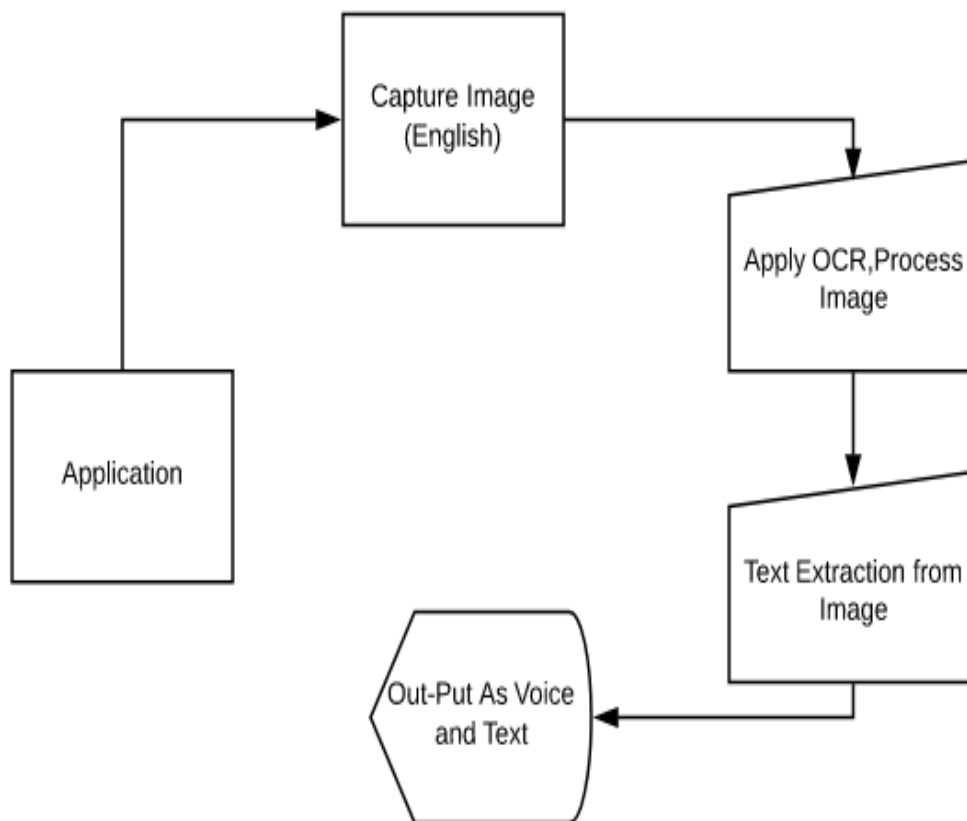 Capture Image
(English)
Apply OCR,Process
Image
Application
Text Extraction from
Image
Out-Put As Voice
and Text